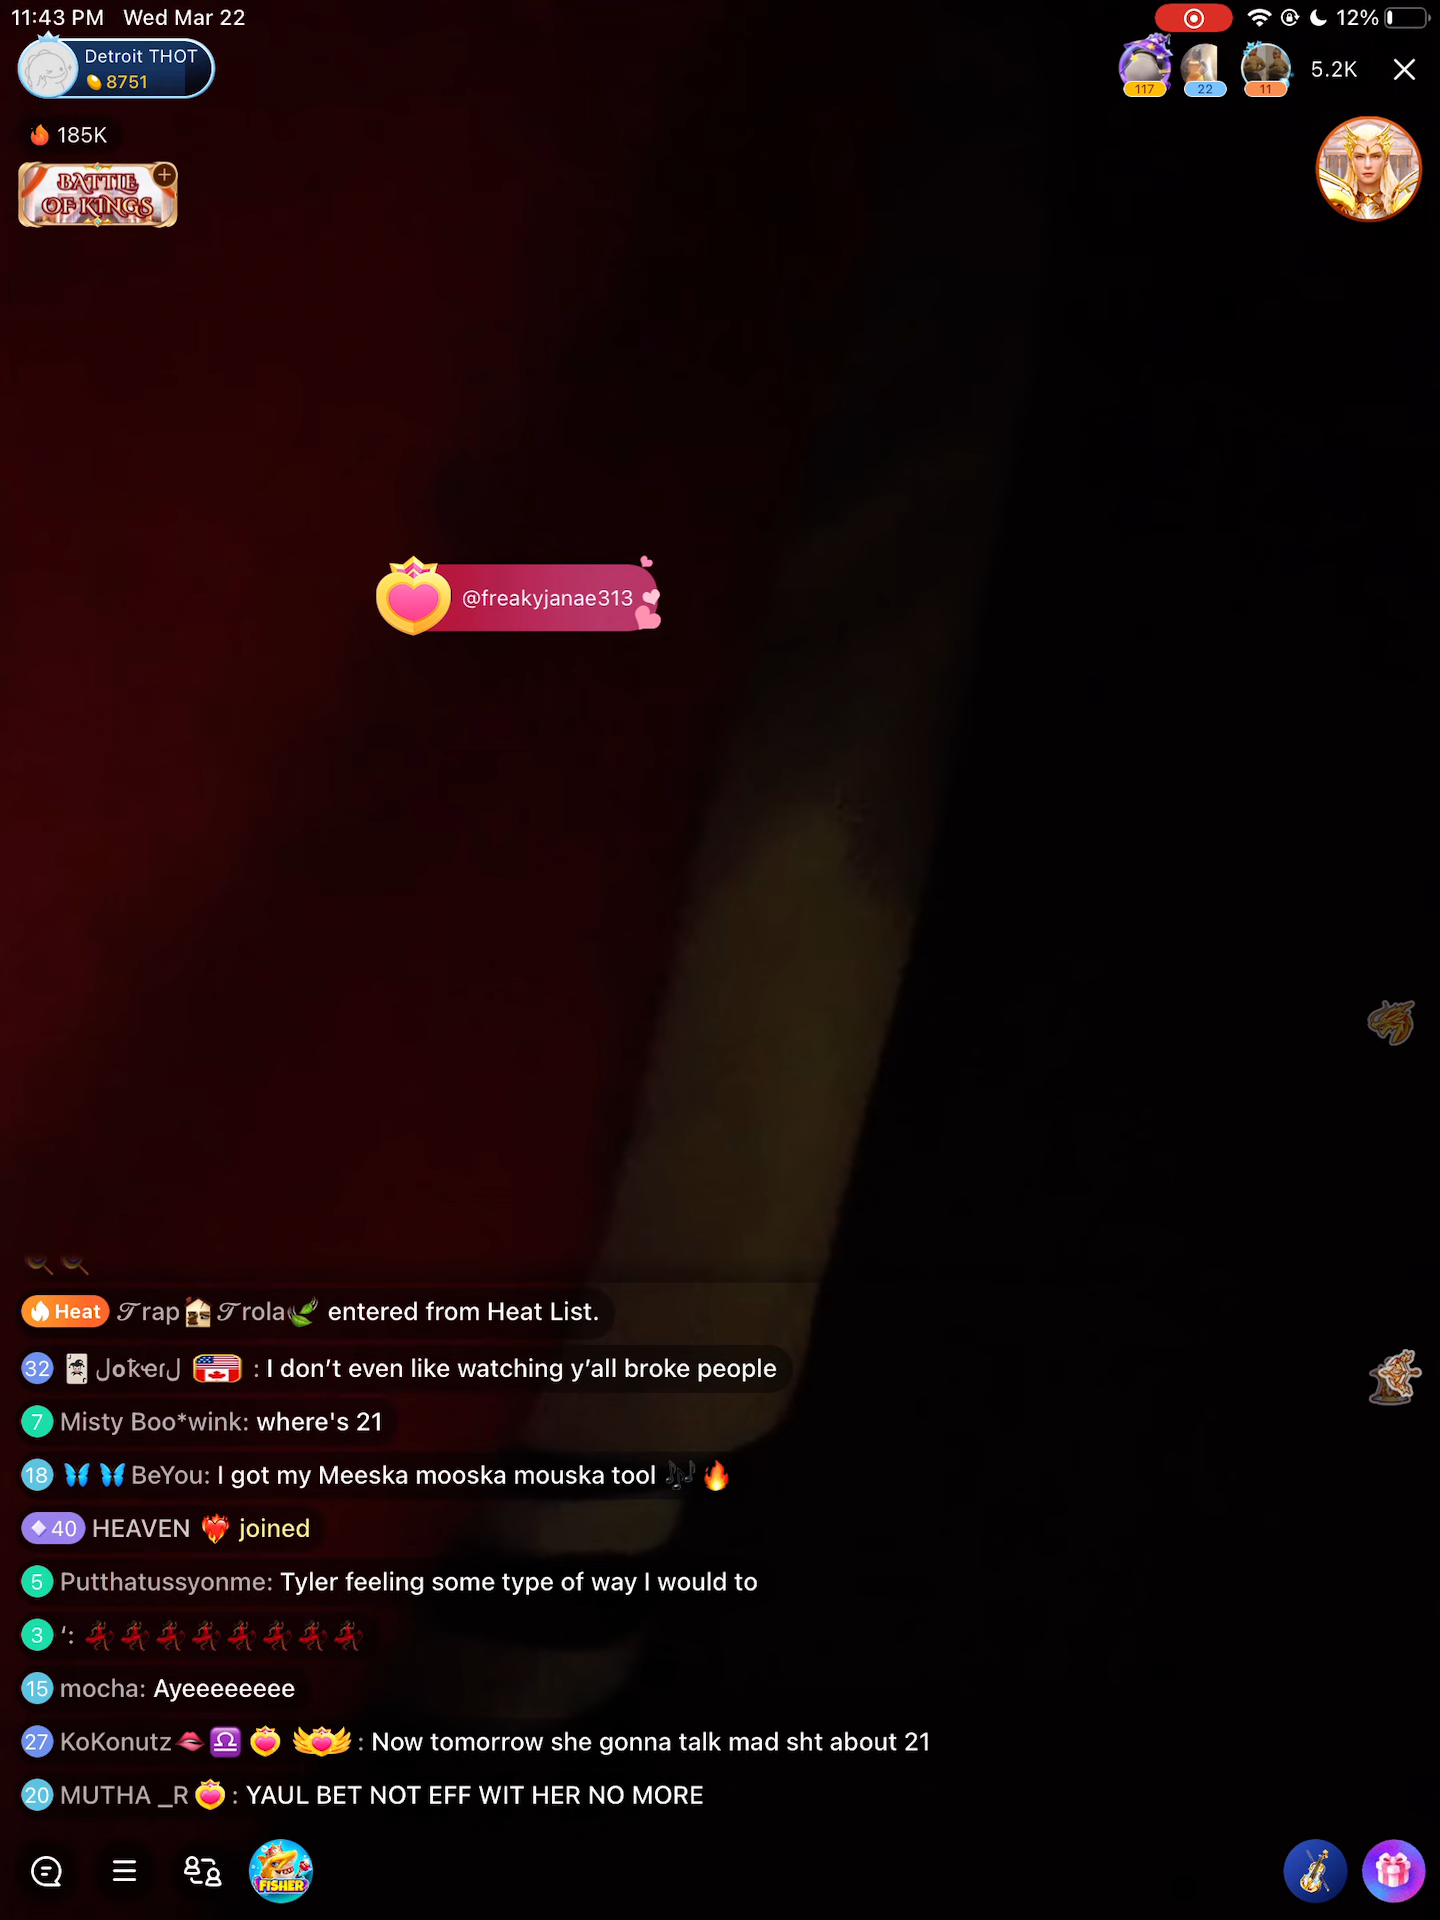 11:43 PM Wed Mar 22
12%
Detroit THOT
8751
117 22 11 5.2K
185K
BATTLE
OF KINGS
@freakyjanae313
Heat 𝒯rap🏚𝒯rola🌿 entered from Heat List.
32 🃏 JokerJ 🇺🇸🇨🇦 : I don’t even like watching y’all broke people
7 Misty Boo*wink: where's 21
18 🦋 🦋 BeYou: I got my Meeska mooska mouska tool 🎶 🔥
40 HEAVEN ❤️‍🔥 joined
5 Putthatussyonme: Tyler feeling some type of way I would to
3 ‘: 💃💃💃💃💃💃💃💃
15 mocha: Ayeeeeeeee
27 KoKonutz💋♎ : Now tomorrow she gonna talk mad sht about 21
20 MUTHA _R : YAUL BET NOT EFF WIT HER NO MORE
FISHER